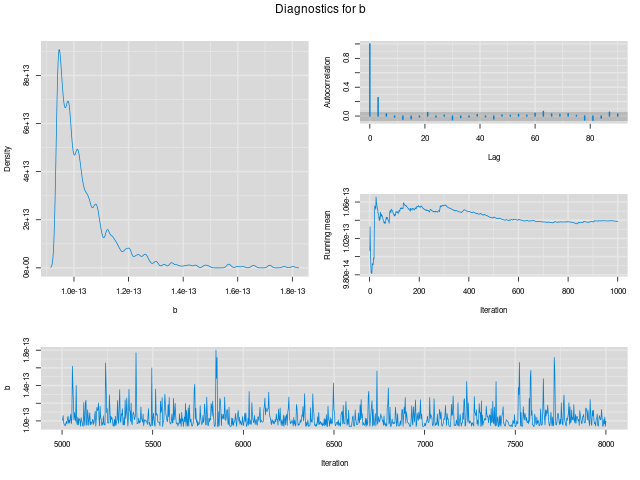 Diagnostics for b
Density
0e+00 2e+13 4e+13 6e+13 8e+13
1.0e-13 1.2e-13 1.4e-13 1.6e-13 1.8e-13
b
Autocorrelation
0.0 0.4 0.8
0 20 40 60 80
Lag
Running mean
9.80e-14 1.02e-13 1.06e-13
0 200 400 600 800 1000
Iteration
b
1.0e-13 1.4e-13 1.8e-13
5000 5500 6000 6500 7000 7500 8000
Iteration